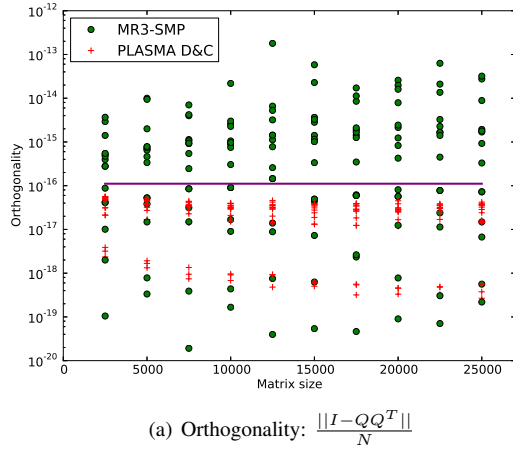 10^{-12}
MR3-SMP
PLASMA D&C
10^{-13}
10^{-14}
10^{-15}
10^{-16}
10^{-17}
10^{-18}
10^{-19}
10^{-20}
Orthogonality
0 5000 10000 15000 20000 25000
Matrix size
(a) Orthogonality: \frac{||I-QQ^T||}{N}